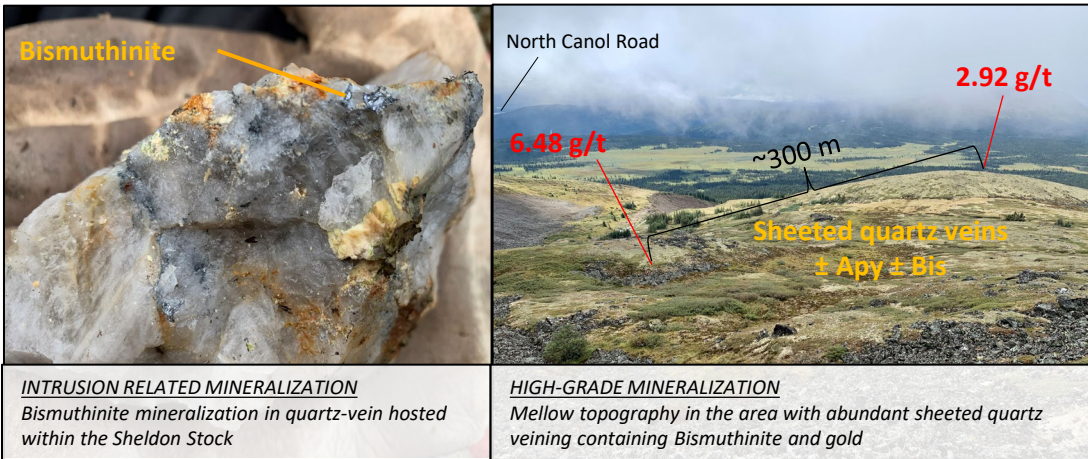 Bismuthinite
INTRUSION RELATED MINERALIZATION
Bismuthinite mineralization in quartz-vein hosted
within the Sheldon Stock
North Canol Road
2.92 g/t
6.48 g/t
~300 m
Sheeted quartz veins
± Apy ± Bis
HIGH-GRADE MINERALIZATION
Mellow topography in the area with abundant sheeted quartz
veining containing Bismuthinite and gold